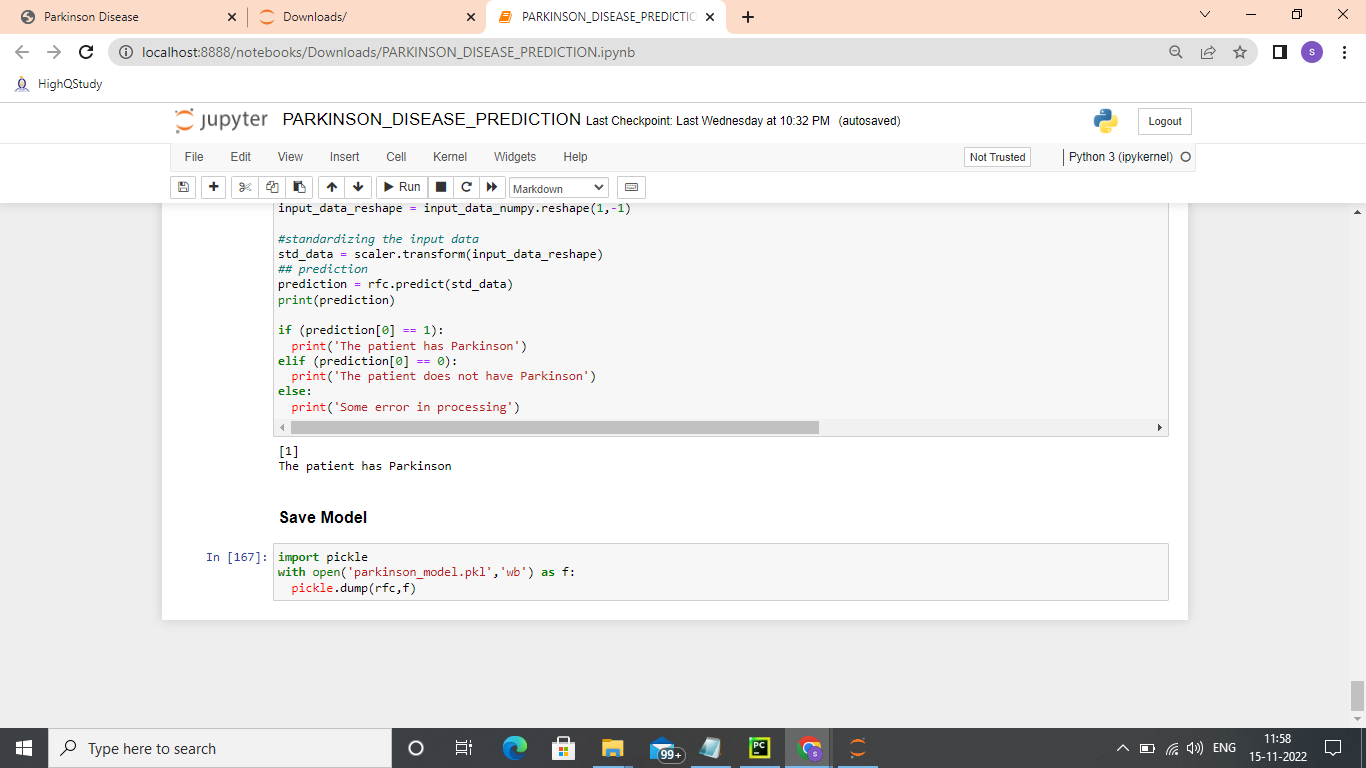 Parkinson Disease
Downloads/
PARKINSON_DISEASE_PREDICTIO
localhost:8888/notebooks/Downloads/PARKINSON_DISEASE_PREDICTION.ipynb
S
HighQStudy
jupyter PARKINSON_DISEASE_PREDICTION Last Checkpoint: Last Wednesday at 10:32 PM (autosaved)
Logout
File Edit View Insert Cell Kernel Widgets Help
Not Trusted
Python 3 (ipykernel)
Run
Markdown
input_data_reshape = input_data_numpy.reshape(1,-1)
#standardizing the input data
std_data = scaler.transform(input_data_reshape)
## prediction
prediction = rfc.predict(std_data)
print(prediction)
if (prediction[0] == 1):
print('The patient has Parkinson')
elif (prediction[0] == 0):
print('The patient does not have Parkinson')
else:
print('Some error in processing')
[1]
The patient has Parkinson
Save Model
In [167]: import pickle
with open('parkinson_model.pkl','wb') as f:
pickle.dump(rfc,f)
Type here to search
99+
PC
S
ENG
11:58
15-11-2022